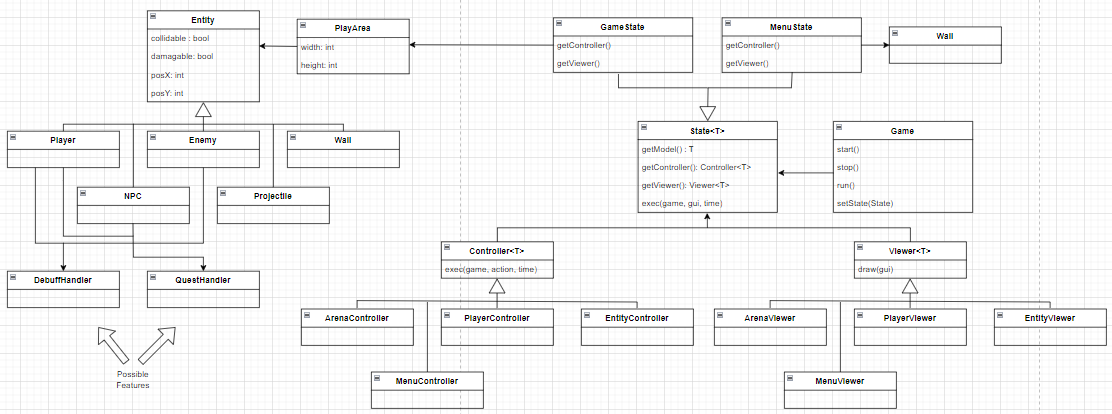 Entity
collidable : bool
damagable: bool
posX: int
posY: int
PlayArea
width: int
height: int
GameState
getController()
getViewer()
MenuState
getController()
getViewer()
Wall
Player
Enemy
Wall
NPC
Projectile
State<T>
getModel() : T
getController(): Controller<T>
getViewer(): Viewer<T>
exec(game, gui, time)
Game
start()
stop()
run()
setState(State)
Controller<T>
exec(game, action, time)
Viewer<T>
draw(gui)
DebuffHandler
QuestHandler
ArenaController
PlayerController
EntityController
ArenaViewer
PlayerViewer
EntityViewer
Possible
Features
MenuController
MenuViewer